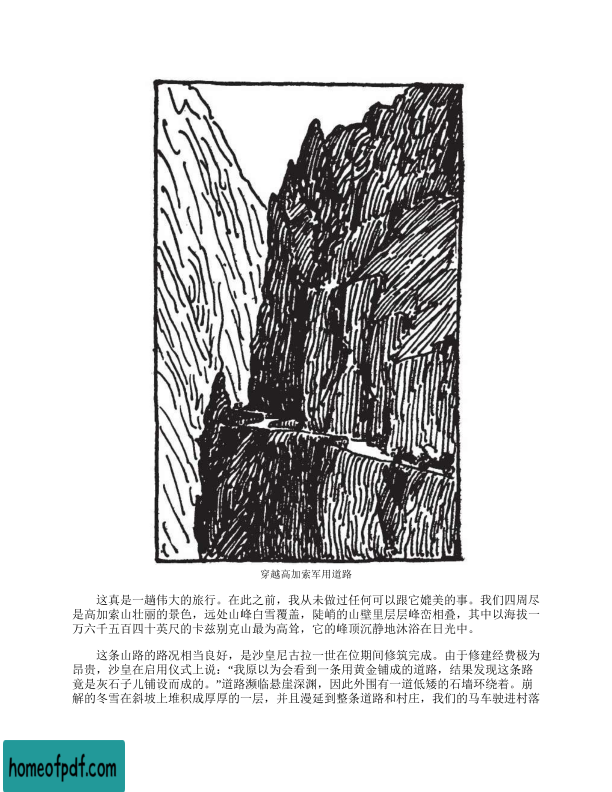 穿越高加索军用道路
这真是一趟伟大的旅行。在此之前，我从未做过任何可以跟它媲美的事。我们四周尽
是高加索山壮丽的景色，远处山峰白雪覆盖，陡峭的山壁里层层峰峦相叠，其中以海拔一
万六千五百四十英尺的卡兹别克山最为高耸，它的峰顶沉静地沐浴在日光中。
这条山路的路况相当良好，是沙皇尼古拉一世在位期间修筑完成。由于修建经费极为
昂贵，沙皇在启用仪式上说：“我原以为会看到一条用黄金铺成的道路，结果发现这条路
竟是灰石子儿铺设而成的。”道路濒临悬崖深渊，因此外围有一道低矮的石墙环绕着。崩
解的冬雪在斜坡上堆积成厚厚的一层，并且漫延到整条道路和村庄，我们的马车驶进村落
homeofpdf.com